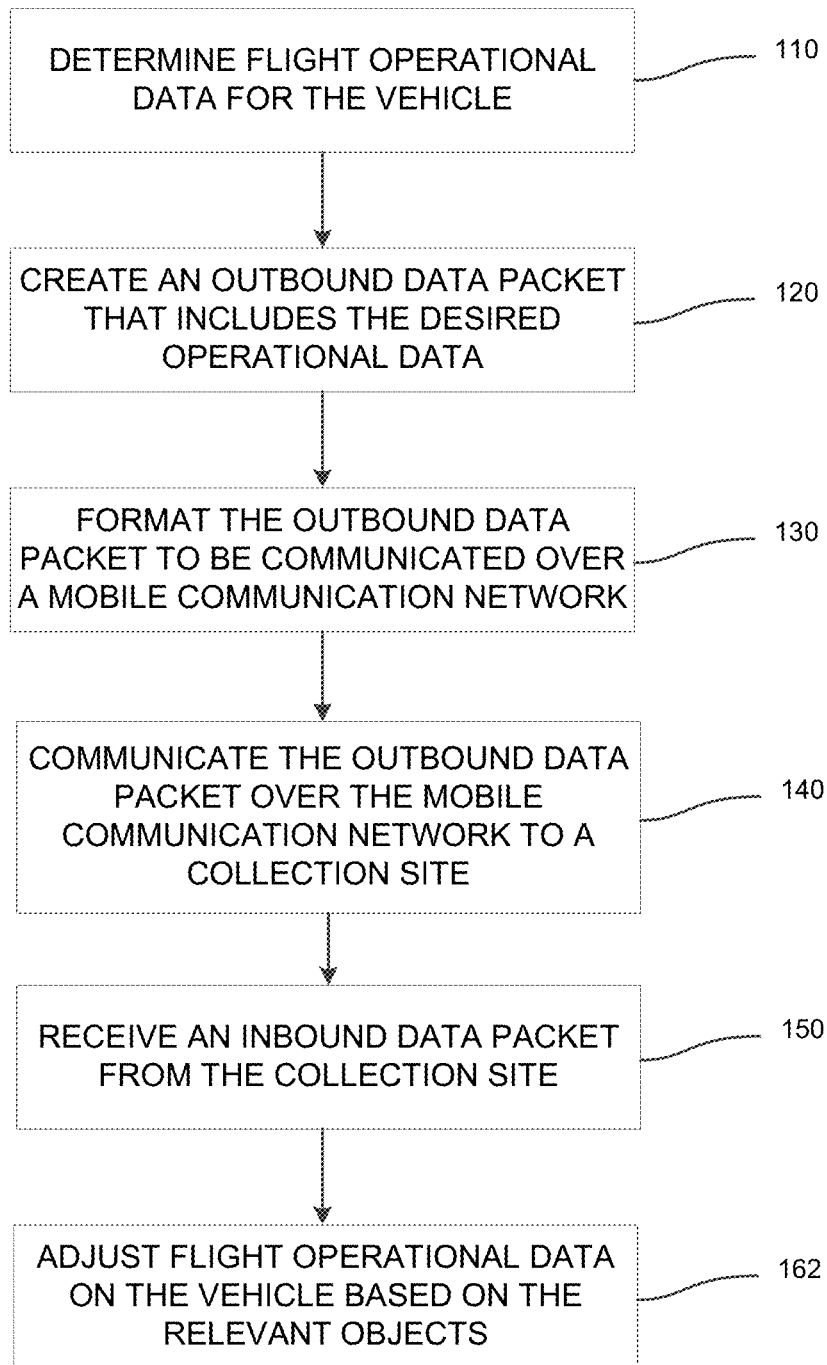 DETERMINE FLIGHT OPERATIONAL
DATA FOR THE VEHICLE
110
CREATE AN OUTBOUND DATA PACKET
THAT INCLUDES THE DESIRED
OPERATIONAL DATA
120
FORMAT THE OUTBOUND DATA
PACKET TO BE COMMUNICATED OVER
A MOBILE COMMUNICATION NETWORK
130
COMMUNICATE THE OUTBOUND DATA
PACKET OVER THE MOBILE
COMMUNICATION NETWORK TO A
COLLECTION SITE
140
RECEIVE AN INBOUND DATA PACKET
FROM THE COLLECTION SITE
150
ADJUST FLIGHT OPERATIONAL DATA
ON THE VEHICLE BASED ON THE
RELEVANT OBJECTS
162